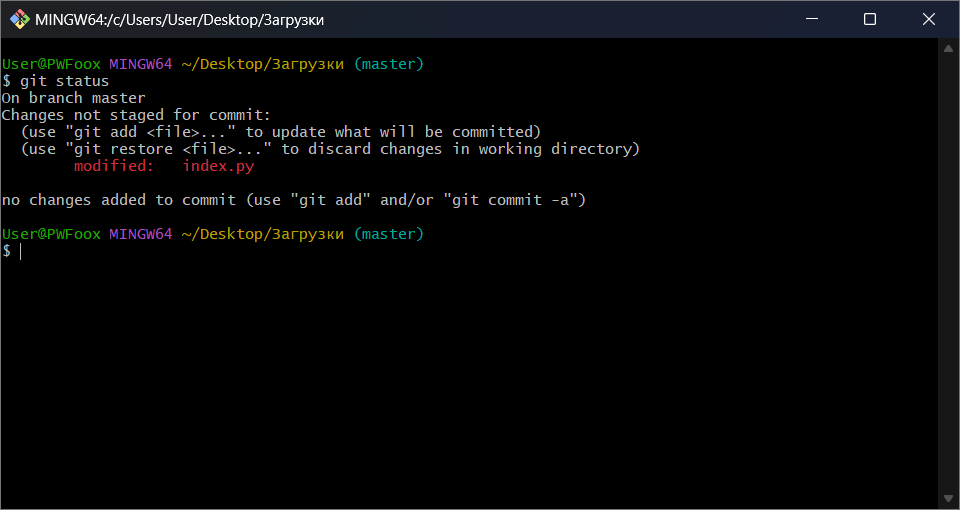 MINGW64:/c/Users/User/Desktop/Загрузки
User@PWFoox MINGW64 ~/Desktop/Загрузки (master)
$ git status
On branch master
Changes not staged for commit:
  (use "git add <file>..." to update what will be committed)
  (use "git restore <file>..." to discard changes in working directory)
        modified:   index.py
no changes added to commit (use "git add" and/or "git commit -a")
User@PWFoox MINGW64 ~/Desktop/Загрузки (master)
$